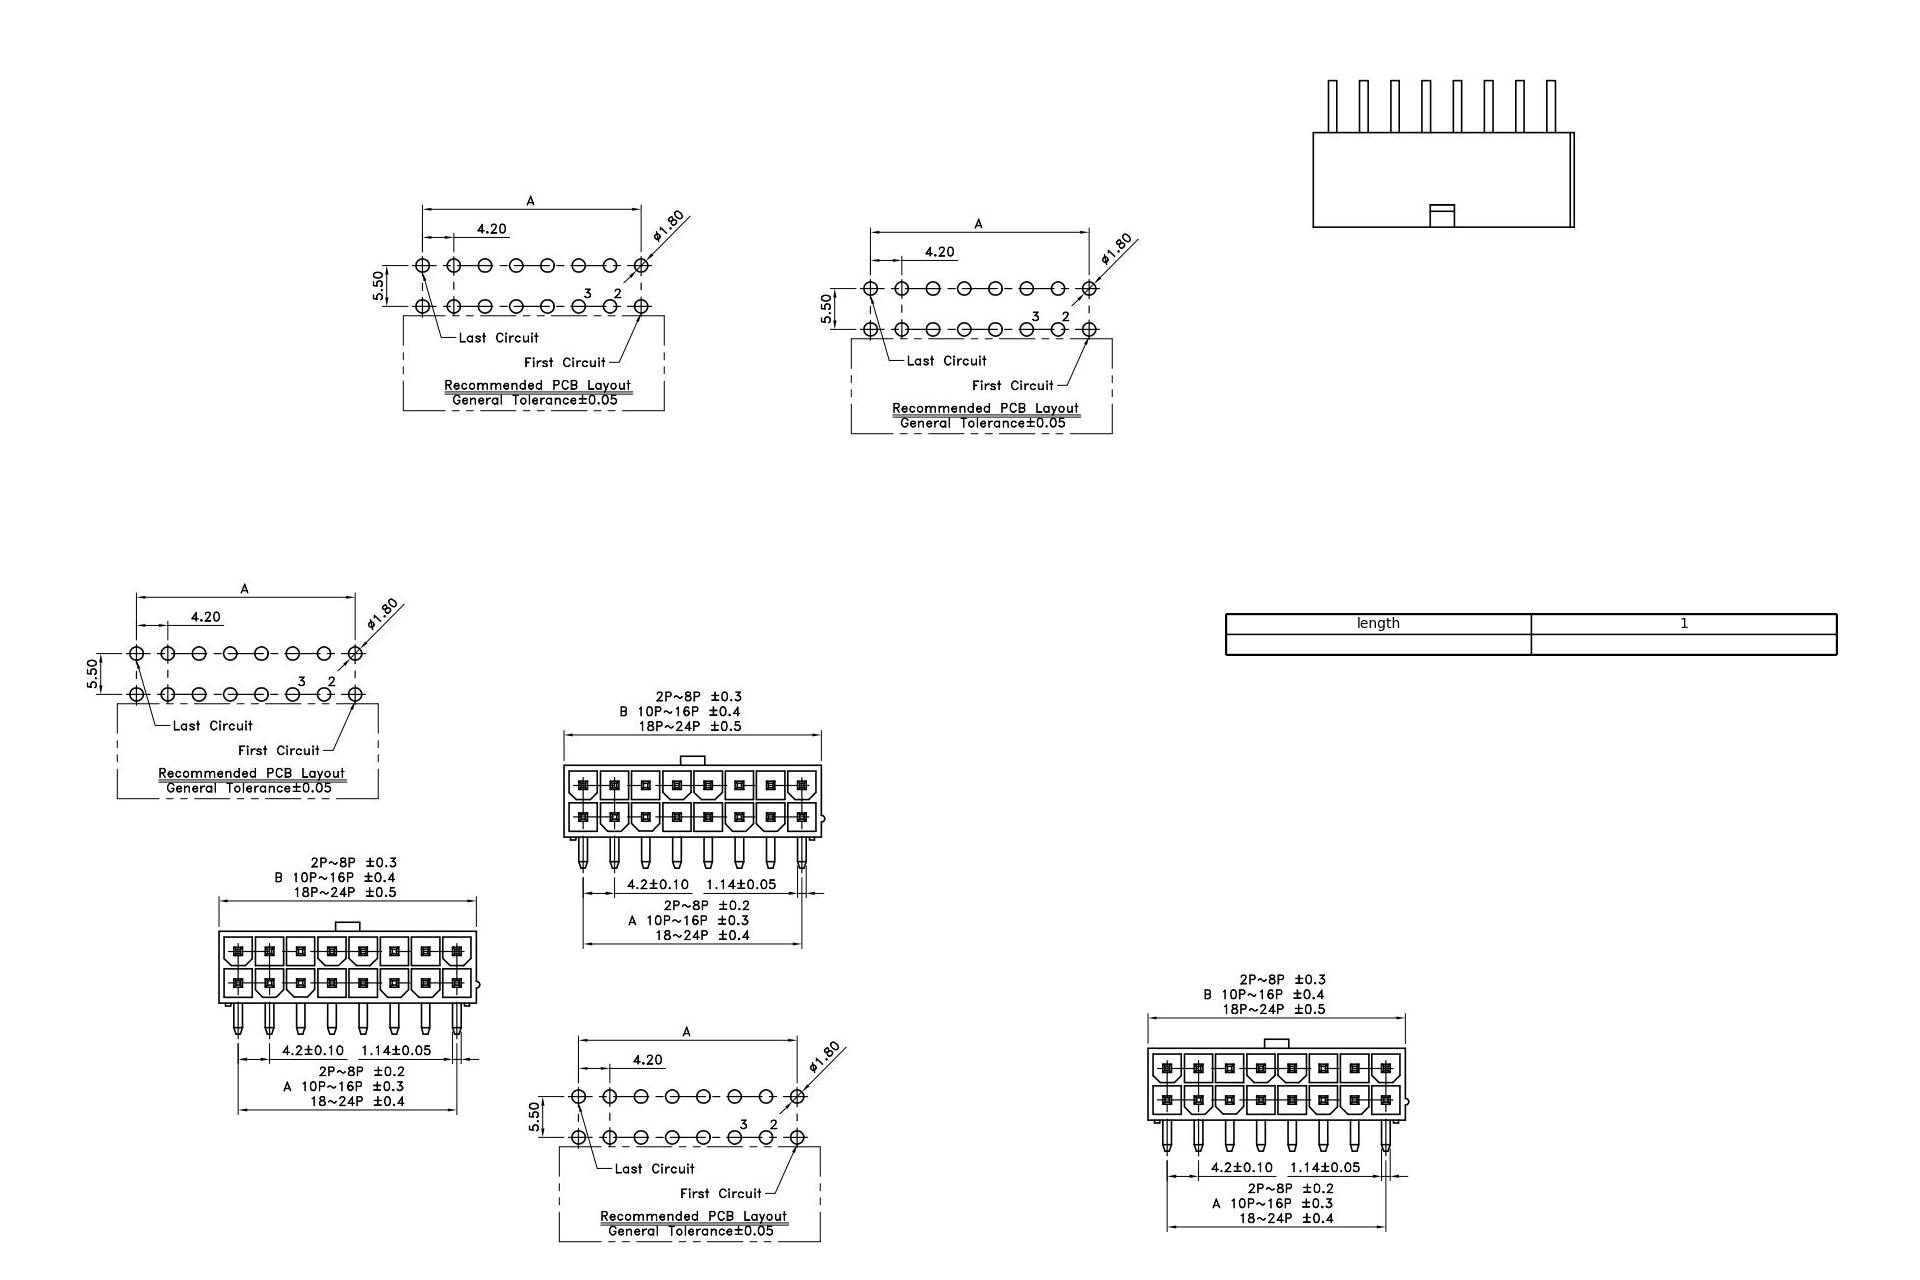 A
4.20
ø1.80
5.50
3 2
Last Circuit
First Circuit
Recommended PCB Layout
General Tolerance±0.05
A
4.20
ø1.80
5.50
3 2
Last Circuit
First Circuit
Recommended PCB Layout
General Tolerance±0.05
length 1
A
4.20
ø1.80
5.50
3 2
Last Circuit
First Circuit
Recommended PCB Layout
General Tolerance±0.05
2P~8P ±0.3
B 10P~16P ±0.4
18P~24P ±0.5
4.2±0.10 1.14±0.05
2P~8P ±0.2
A 10P~16P ±0.3
18~24P ±0.4
2P~8P ±0.3
B 10P~16P ±0.4
18P~24P ±0.5
4.2±0.10 1.14±0.05
2P~8P ±0.2
A 10P~16P ±0.3
18~24P ±0.4
A
4.20
ø1.80
5.50
3 2
Last Circuit
First Circuit
Recommended PCB Layout
General Tolerance±0.05
2P~8P ±0.3
B 10P~16P ±0.4
18P~24P ±0.5
4.2±0.10 1.14±0.05
2P~8P ±0.2
A 10P~16P ±0.3
18~24P ±0.4